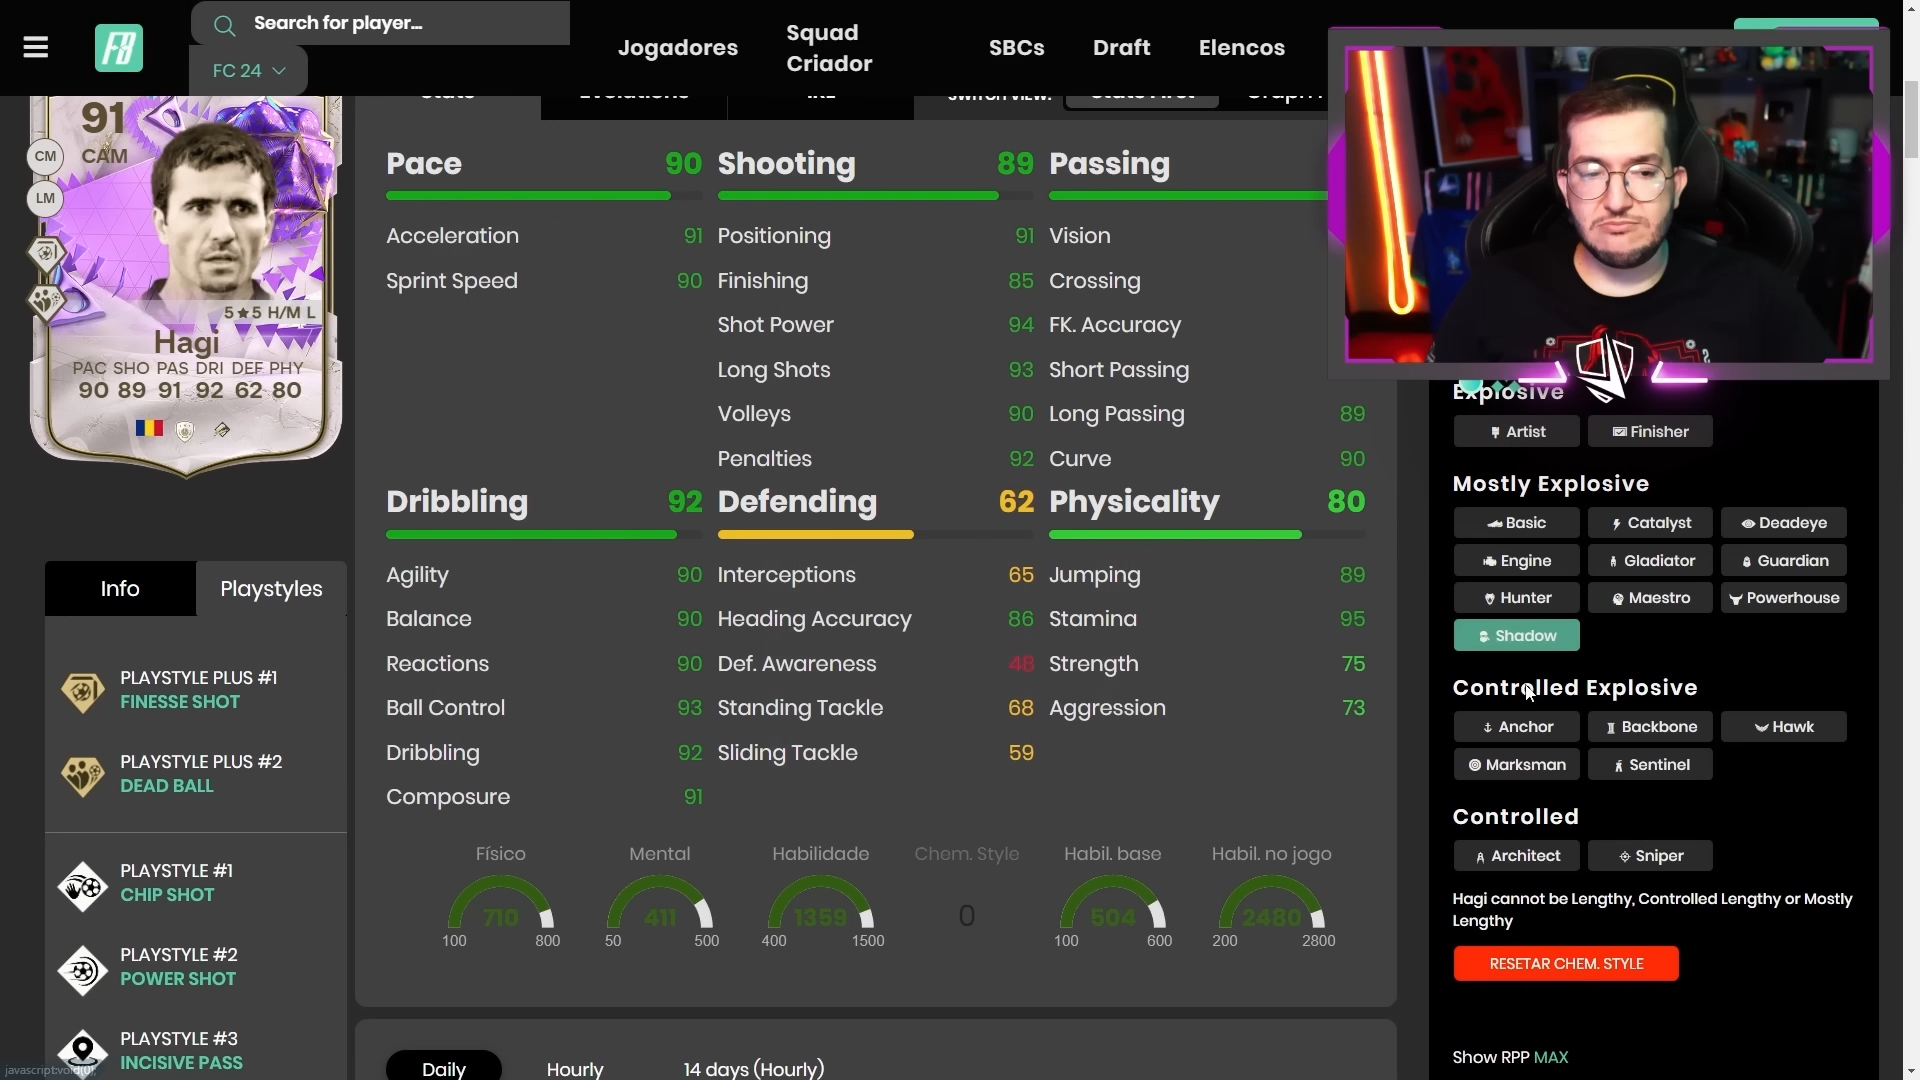 Search for player...
FC 24
Jogadores
Squad
Criador
SBCs
Draft
Elencos
91
CAM
CM
LM
5★5 H/M L
Hagi
PAC SHO PAS DRI DEF PHY
90 89 91 92 62 80
Info
Playstyles
PLAYSTYLE PLUS #1
FINESSE SHOT
PLAYSTYLE PLUS #2
DEAD BALL
PLAYSTYLE #1
CHIP SHOT
PLAYSTYLE #2
POWER SHOT
PLAYSTYLE #3
INCISIVE PASS
javascript:void(0);
Pace 90
Acceleration 91
Sprint Speed 90
Shooting 89
Positioning 91
Finishing 85
Shot Power 94
Long Shots 93
Volleys 90
Penalties 92
Passing
Vision
Crossing
FK. Accuracy
Short Passing
Long Passing 89
Curve 90
Dribbling 92
Agility 90
Balance 90
Reactions 90
Ball Control 93
Dribbling 92
Composure 91
Defending 62
Interceptions 65
Heading Accuracy 86
Def. Awareness 48
Standing Tackle 68
Sliding Tackle 59
Physicality 80
Jumping 89
Stamina 95
Strength 75
Aggression 73
Físico
710
100 800
Mental
411
50 500
Habilidade
1359
400 1500
Chem. Style
0
Habil. base
504
100 600
Habil. no jogo
2480
200 2800
Daily
Hourly
14 days (Hourly)
Explosive
Artist
Finisher
Mostly Explosive
Basic
Catalyst
Deadeye
Engine
Gladiator
Guardian
Hunter
Maestro
Powerhouse
Shadow
Controlled Explosive
Anchor
Backbone
Hawk
Marksman
Sentinel
Controlled
Architect
Sniper
Hagi cannot be Lengthy, Controlled Lengthy or Mostly
Lengthy
RESETAR CHEM. STYLE
Show RPP MAX